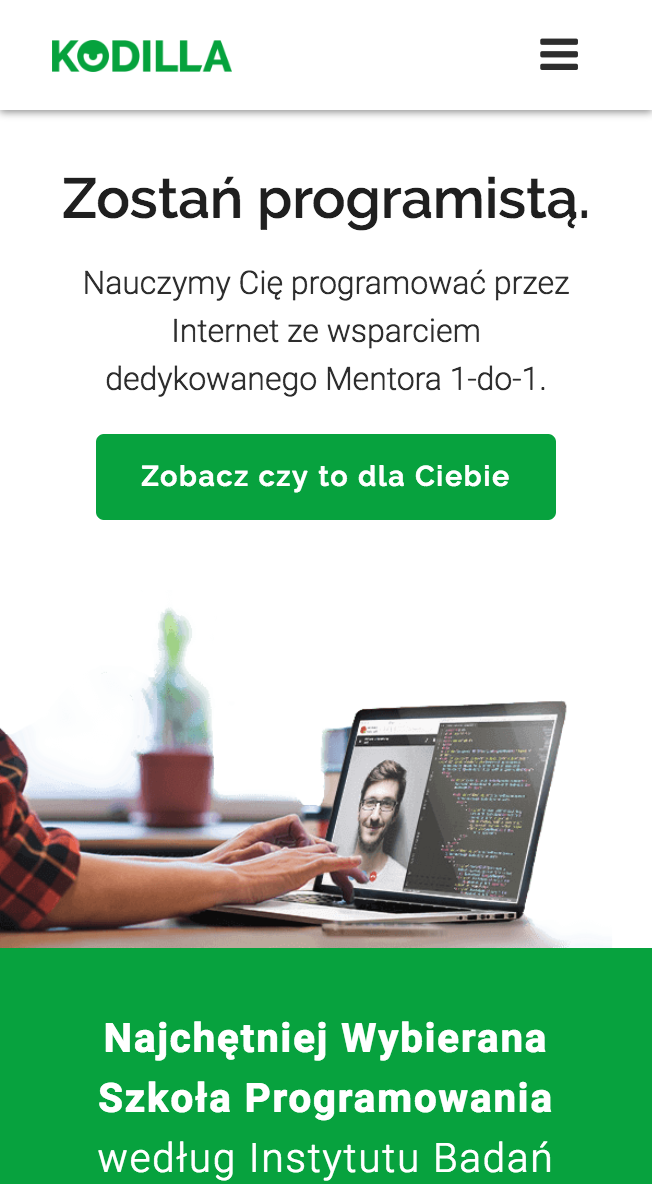 KODILLA
Zostań programistą.
Nauczymy Cię programować przez
Internet ze wsparciem
dedykowanego Mentora 1-do-1.
Zobacz czy to dla Ciebie
Najchętniej Wybierana
Szkoła Programowania
według Instytutu Badań